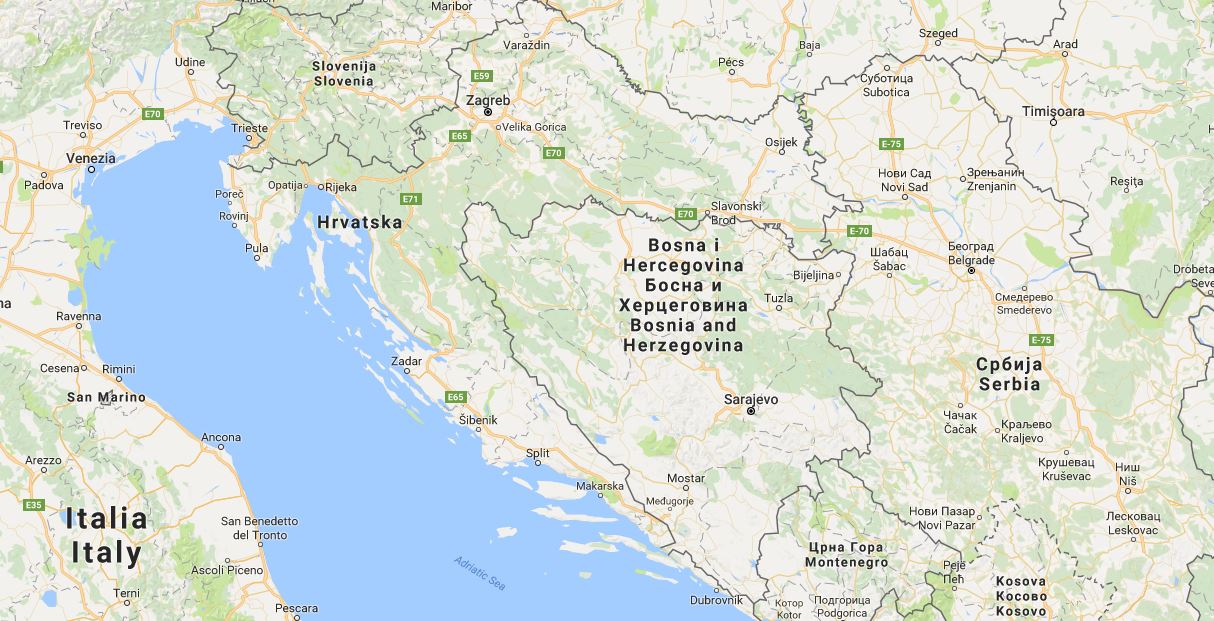 Maribor
Szeged
Varaždin
Baja
Arad
Udine
Pécs
Slovenija
Slovenia
E59
Суботица
Subotica
Zagreb
E70
Timișoara
Treviso
Trieste
E65
Velika Gorica
Osijek
E-75
Venezia
E70
Padova
Нови Сад
Novi Sad
Зрењанин
Zrenjanin
Reșița
Opatija
Rijeka
Poreč
E71
Rovinj
Hrvatska
E70
Slavonski
Brod
E-70
Pula
Bosna i
Hercegovina
Босна и
Херцеговина
Bosnia and
Herzegovina
Шабац
Šabac
Београд
Belgrade
Bijeljina
Drobeta
Seve
na
Ravenna
Tuzla
Смедерево
Smederevo
E-75
Cesena
Rimini
Zadar
Србија
Serbia
San Marino
E65
Sarajevo
Šibenik
Чачак
Čačak
Краљево
Kraljevo
Ancona
Arezzo
Split
Крушевац
Kruševac
Ниш
Niš
Makarska
Mostar
Međugorje
E35
Italia
Italy
San Benedetto
del Tronto
Нови Пазар
Novi Pazar
Лесковац
Leskovac
Црна Гора
Montenegro
Adriatic Sea
Ascoli Piceno
Pejë
Пећ
Kosova
Косово
Kosovo
Terni
Pescara
Dubrovnik
Котор
Kotor
Подгорица
Podgorica